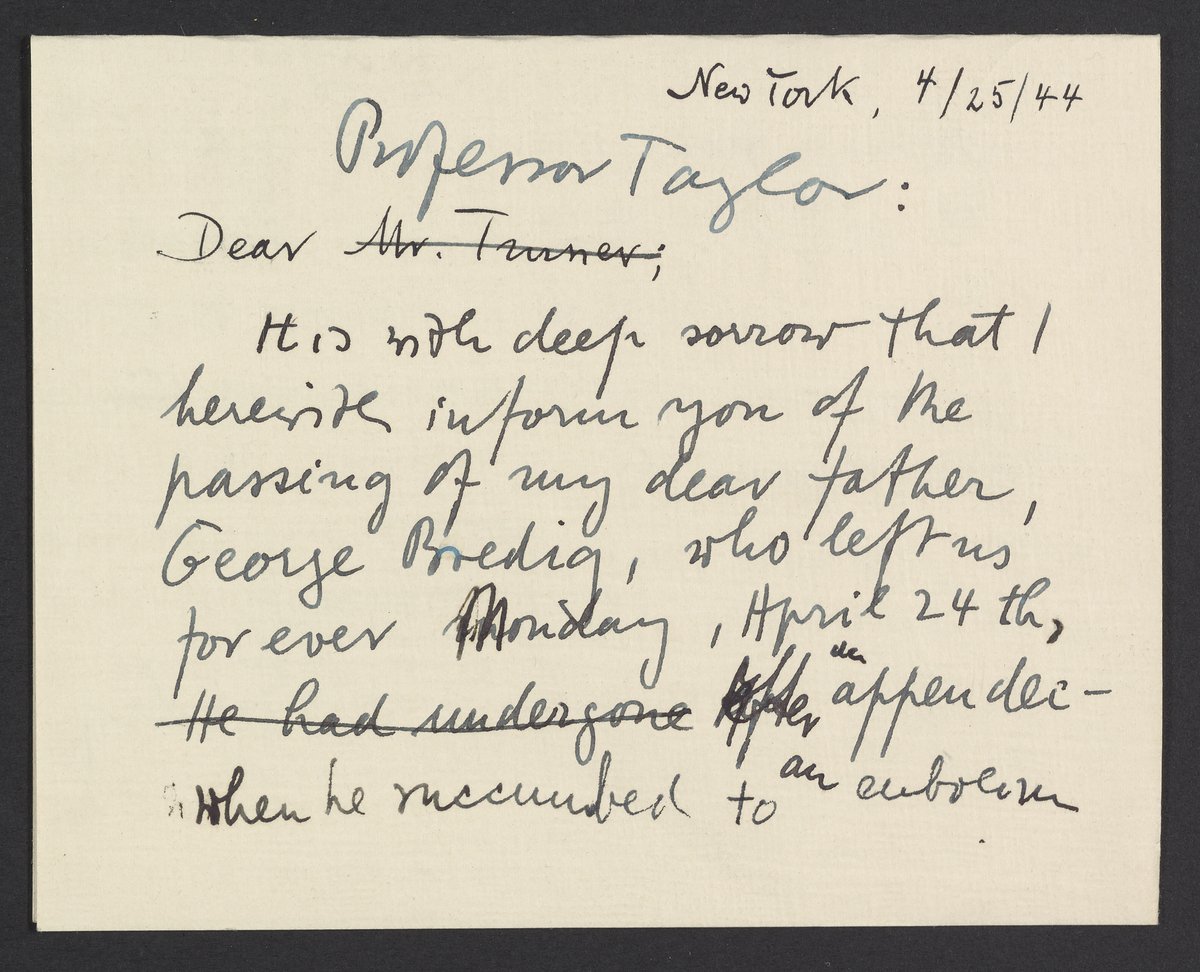 New York, 4/25/44
Professor Taylor:
Dear Mr. Turner;
It is with deep sorrow that I
herewith inform you of the
passing of my dear father,
George Bredig, who left us
for ever Monday, April 24th,
He had undergone After an appendec-
when he succumbed to an embolism